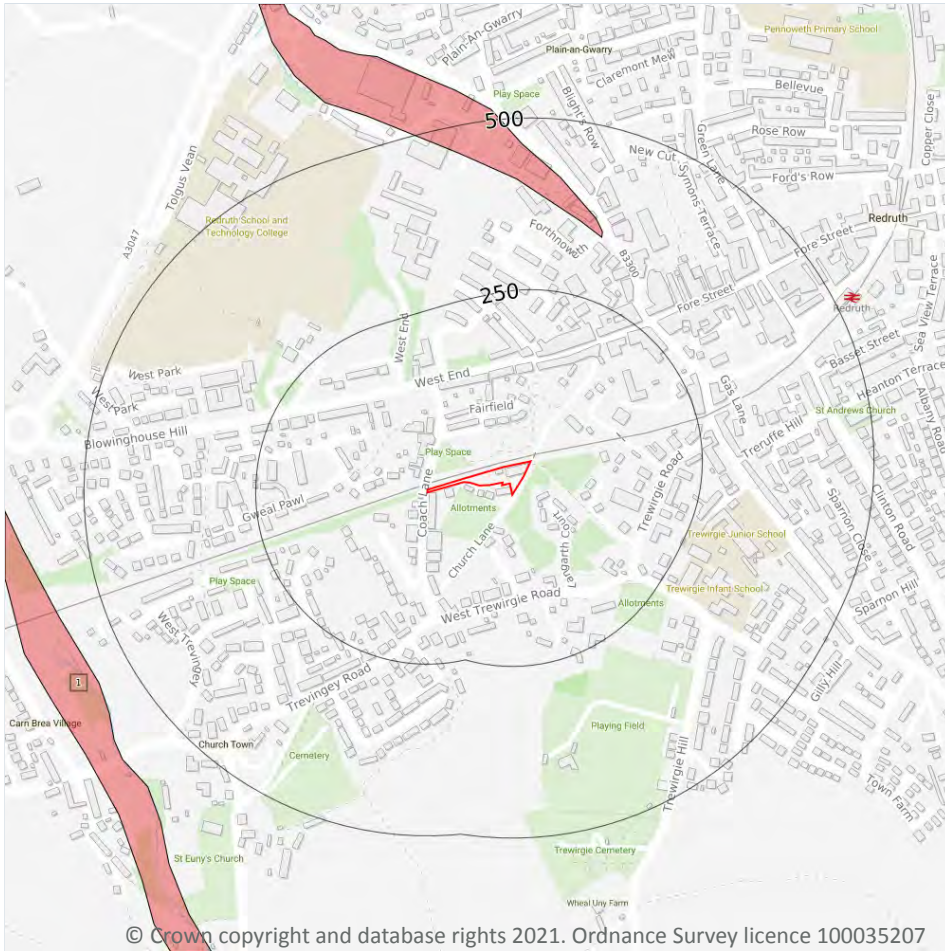 Pennoweth Primary School
Plain-An-Gwarry
Plain-an-Gwarry
Claremont Mew
Bellevue
Play Space
Blight's Row
Copper Close
500
Rose Row
New Cut
Green Lane
Tolgus Vean
Symons Terrace
Ford's Row
Redruth School and
Technology College
Redruth
Forthnoweth
Fore Street
A3047
B3300
Sea View Terrace
250
Fore Street
Redruth
West End
Basset Street
West Park
West End
Heanton Terrace
West Park
Fairfield
Gas Lane
St Andrews Church
Albany Road
Blowinghouse Hill
Treruffe Hill
Play Space
Trewirgie Road
Coach Lane
Gweal Pawl
Allotments
Clinton Road
Sparnon Close
Church Lane
Langarth Court
Trewirgie Junior School
Play Space
Trewirgie Infant School
West Trewirgie Road
Allotments
Sparnon Hill
West Trevingey
Gilly Hill
1
Trevingey Road
Carn Brea Village
Playing Field
Church Town
Cemetery
Trewirgie Hill
Town Farm
Trewirgie Cemetery
St Euny's Church
Wheal Uny Farm
© Crown copyright and database rights 2021. Ordnance Survey licence 100035207